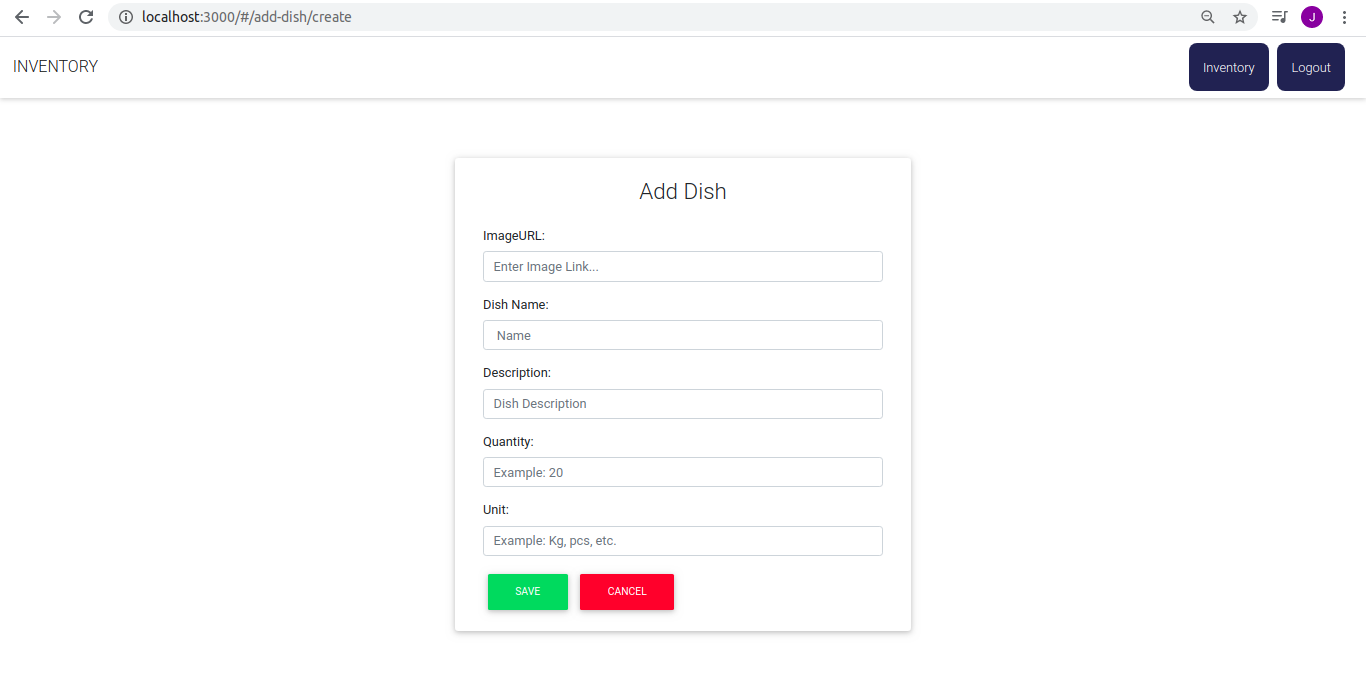 localhost:3000/#/add-dish/create
J
INVENTORY
Inventory
Logout
Add Dish
ImageURL:
Enter Image Link...
Dish Name:
Name
Description:
Dish Description
Quantity:
Example: 20
Unit:
Example: Kg, pcs, etc.
SAVE
CANCEL